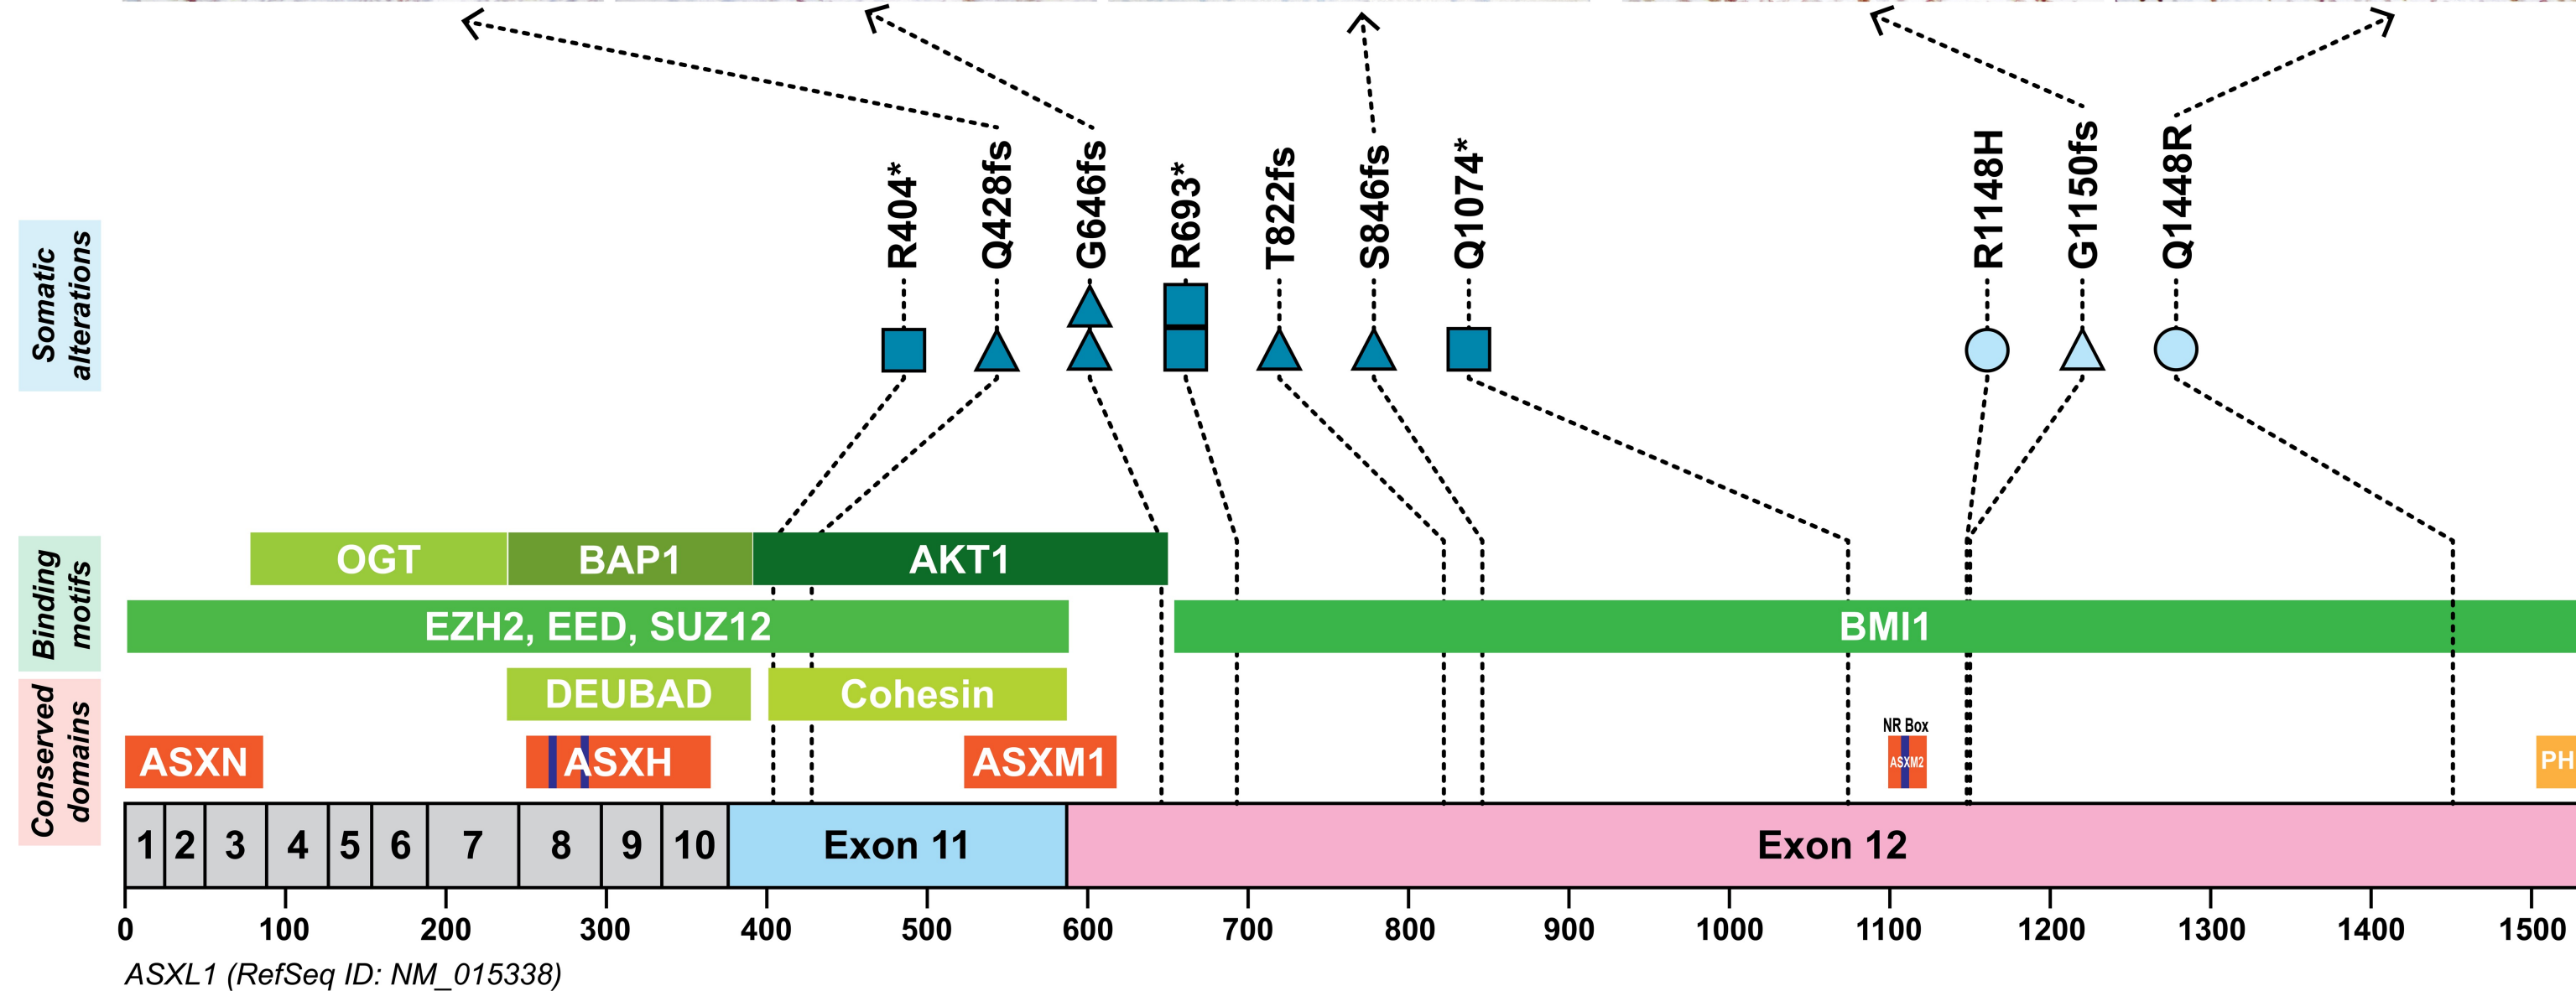 R404*
Q428fs
G646fs
R693*
T822fs
S846fs
Q1074*
R1148H
G1150fs
Q1448R
Somatic
alterations
Binding
motifs
OGT
BAP1
AKT1
EZH2, EED, SUZ12
BMI1
Conserved
domains
DEUBAD
Cohesin
NR Box
ASXN
ASXH
ASXM1
ASXM2
PH
1 2 3 4 5 6 7 8 9 10 Exon 11 Exon 12
0 100 200 300 400 500 600 700 800 900 1000 1100 1200 1300 1400 1500
ASXL1 (RefSeq ID: NM_015338)